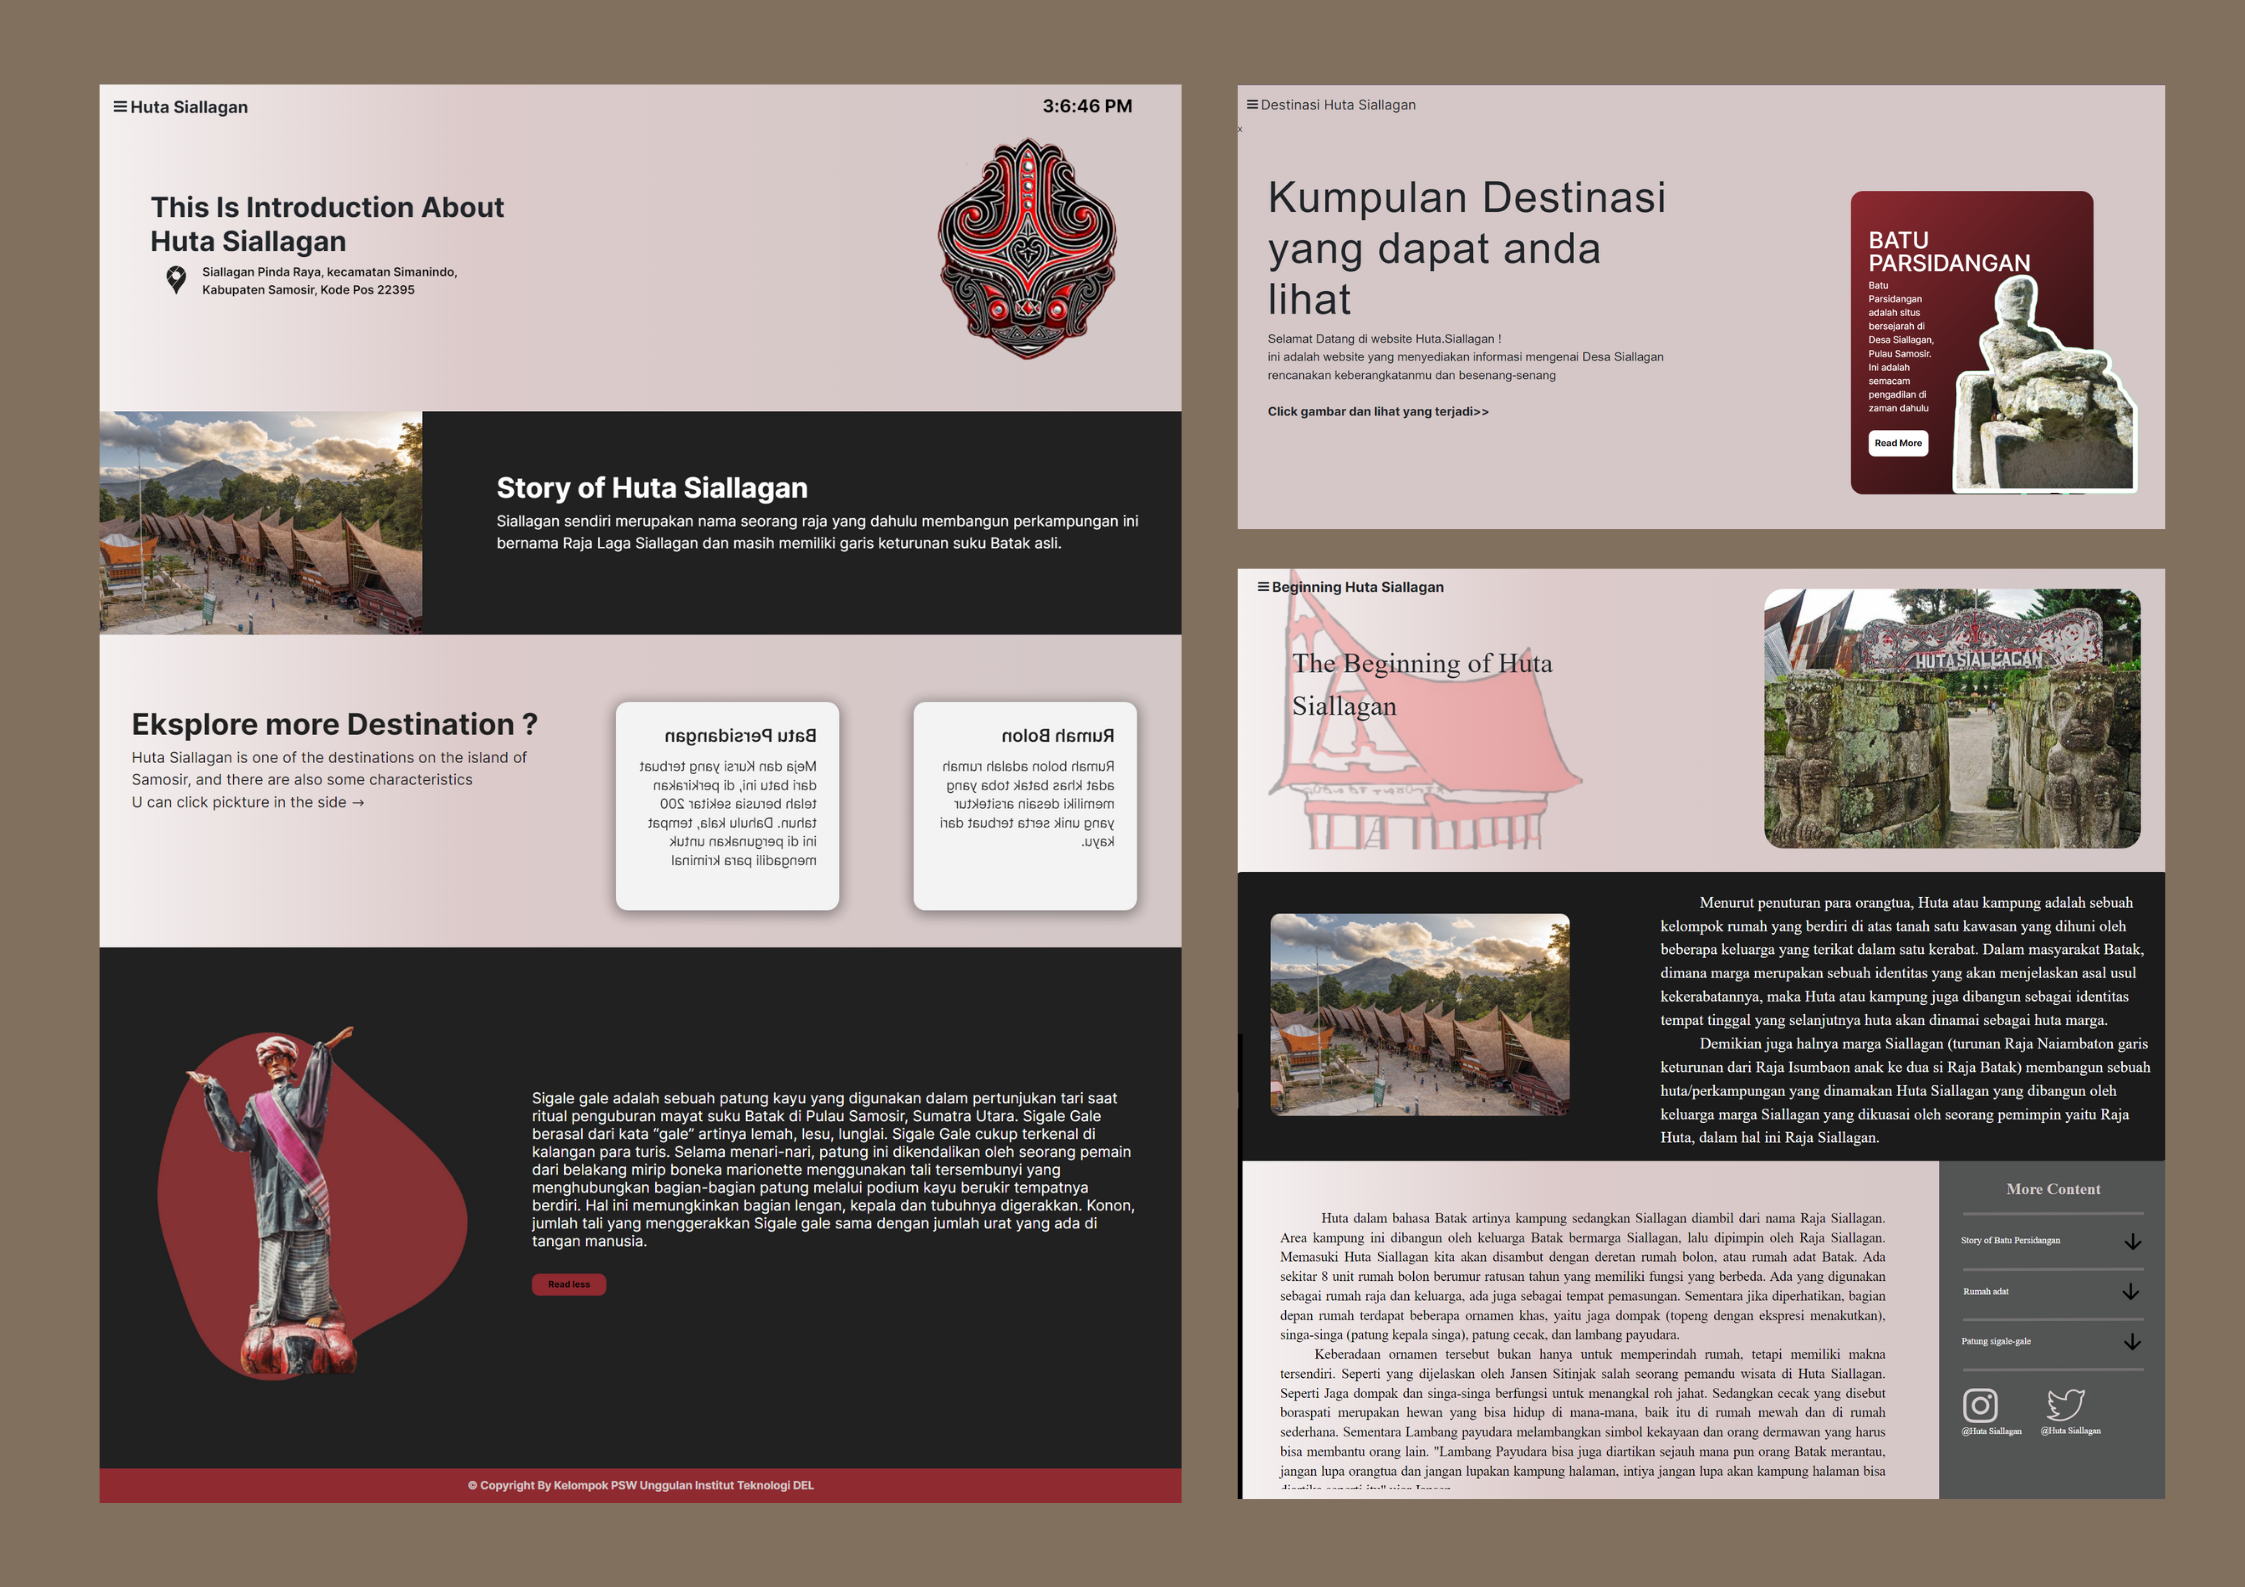 Huta Siallagan
3:6:46 PM
This Is Introduction About
Huta Siallagan
Siallagan Pinda Raya, kecamatan Simanindo,
Kabupaten Samosir, Kode Pos 22395
Story of Huta Siallagan
Siallagan sendiri merupakan nama seorang raja yang dahulu membangun perkampungan ini
bernama Raja Laga Siallagan dan masih memiliki garis keturunan suku Batak asli.
Eksplore more Destination ?
Huta Siallagan is one of the destinations on the island of
Samosir, and there are also some characteristics
U can click pickture in the side →
Batu Persidangan
Meja dan Kursi yang terbuat
dari batu ini, di perkirakan
telah berusia sekitar 200
tahun. Dahulu kala, tempat
ini di pergunakan untuk
mengadili para kriminal
Rumah Bolon
Rumah bolon adalah rumah
adat khas batak toba yang
memiliki desain arsitektur
yang unik serta terbuat dari
kayu.
Sigale gale adalah sebuah patung kayu yang digunakan dalam pertunjukan tari saat
ritual penguburan mayat suku Batak di Pulau Samosir, Sumatra Utara. Sigale Gale
berasal dari kata “gale” artinya lemah, lesu, lunglai. Sigale Gale cukup terkenal di
kalangan para turis. Selama menari-nari, patung ini dikendalikan oleh seorang pemain
dari belakang mirip boneka marionette menggunakan tali tersembunyi yang
menghubungkan bagian-bagian patung melalui podium kayu berukir tempatnya
berdiri. Hal ini memungkinkan bagian lengan, kepala dan tubuhnya digerakkan. Konon,
jumlah tali yang menggerakkan Sigale gale sama dengan jumlah urat yang ada di
tangan manusia.
Read less
© Copyright By Kelompok PSW Unggulan Institut Teknologi DEL
Destinasi Huta Siallagan
x
Kumpulan Destinasi
yang dapat anda
lihat
Selamat Datang di website Huta.Siallagan !
ini adalah website yang menyediakan informasi mengenai Desa Siallagan
rencanakan keberangkatanmu dan besenang-senang
Click gambar dan lihat yang terjadi>>
BATU
PARSIDANGAN
Batu
Parsidangan
adalah situs
bersejarah di
Desa Siallagan,
Pulau Samosir.
Ini adalah
semacam
pengadilan di
zaman dahulu
Read More
Beginning Huta Siallagan
The Beginning of Huta
Siallagan
HUTA SIALLAGAN
Menurut penuturan para orangtua, Huta atau kampung adalah sebuah
kelompok rumah yang berdiri di atas tanah satu kawasan yang dihuni oleh
beberapa keluarga yang terikat dalam satu kerabat. Dalam masyarakat Batak,
dimana marga merupakan sebuah identitas yang akan menjelaskan asal usul
kekerabatannya, maka Huta atau kampung juga dibangun sebagai identitas
tempat tinggal yang selanjutnya huta akan dinamai sebagai huta marga.
Demikian juga halnya marga Siallagan (turunan Raja Naiambaton garis
keturunan dari Raja Isumbaon anak ke dua si Raja Batak) membangun sebuah
huta/perkampungan yang dinamakan Huta Siallagan yang dibangun oleh
keluarga marga Siallagan yang dikuasai oleh seorang pemimpin yaitu Raja
Huta, dalam hal ini Raja Siallagan.
Huta dalam bahasa Batak artinya kampung sedangkan Siallagan diambil dari nama Raja Siallagan.
Area kampung ini dibangun oleh keluarga Batak bermarga Siallagan, lalu dipimpin oleh Raja Siallagan.
Memasuki Huta Siallagan kita akan disambut dengan deretan rumah bolon, atau rumah adat Batak. Ada
sekitar 8 unit rumah bolon berumur ratusan tahun yang memiliki fungsi yang berbeda. Ada yang digunakan
sebagai rumah raja dan keluarga, ada juga sebagai tempat pemasungan. Sementara jika diperhatikan, bagian
depan rumah terdapat beberapa ornamen khas, yaitu jaga dompak (topeng dengan ekspresi menakutkan),
singa-singa (patung kepala singa), patung cecak, dan lambang payudara.
Keberadaan ornamen tersebut bukan hanya untuk memperindah rumah, tetapi memiliki makna
tersendiri. Seperti yang dijelaskan oleh Jansen Sitinjak salah seorang pemandu wisata di Huta Siallagan.
Seperti Jaga dompak dan singa-singa berfungsi untuk menangkal roh jahat. Sedangkan cecak yang disebut
boraspati merupakan hewan yang bisa hidup di mana-mana, baik itu di rumah mewah dan di rumah
sederhana. Sementara Lambang payudara melambangkan simbol kekayaan dan orang dermawan yang harus
bisa membantu orang lain. "Lambang Payudara bisa juga diartikan sejauh mana pun orang Batak merantau,
jangan lupa orangtua dan jangan lupakan kampung halaman, intiya jangan lupa akan kampung halaman bisa
More Content
Story of Batu Persidangan
Rumah adat
Patung sigale-gale
@Huta Siallagan
@Huta Siallagan